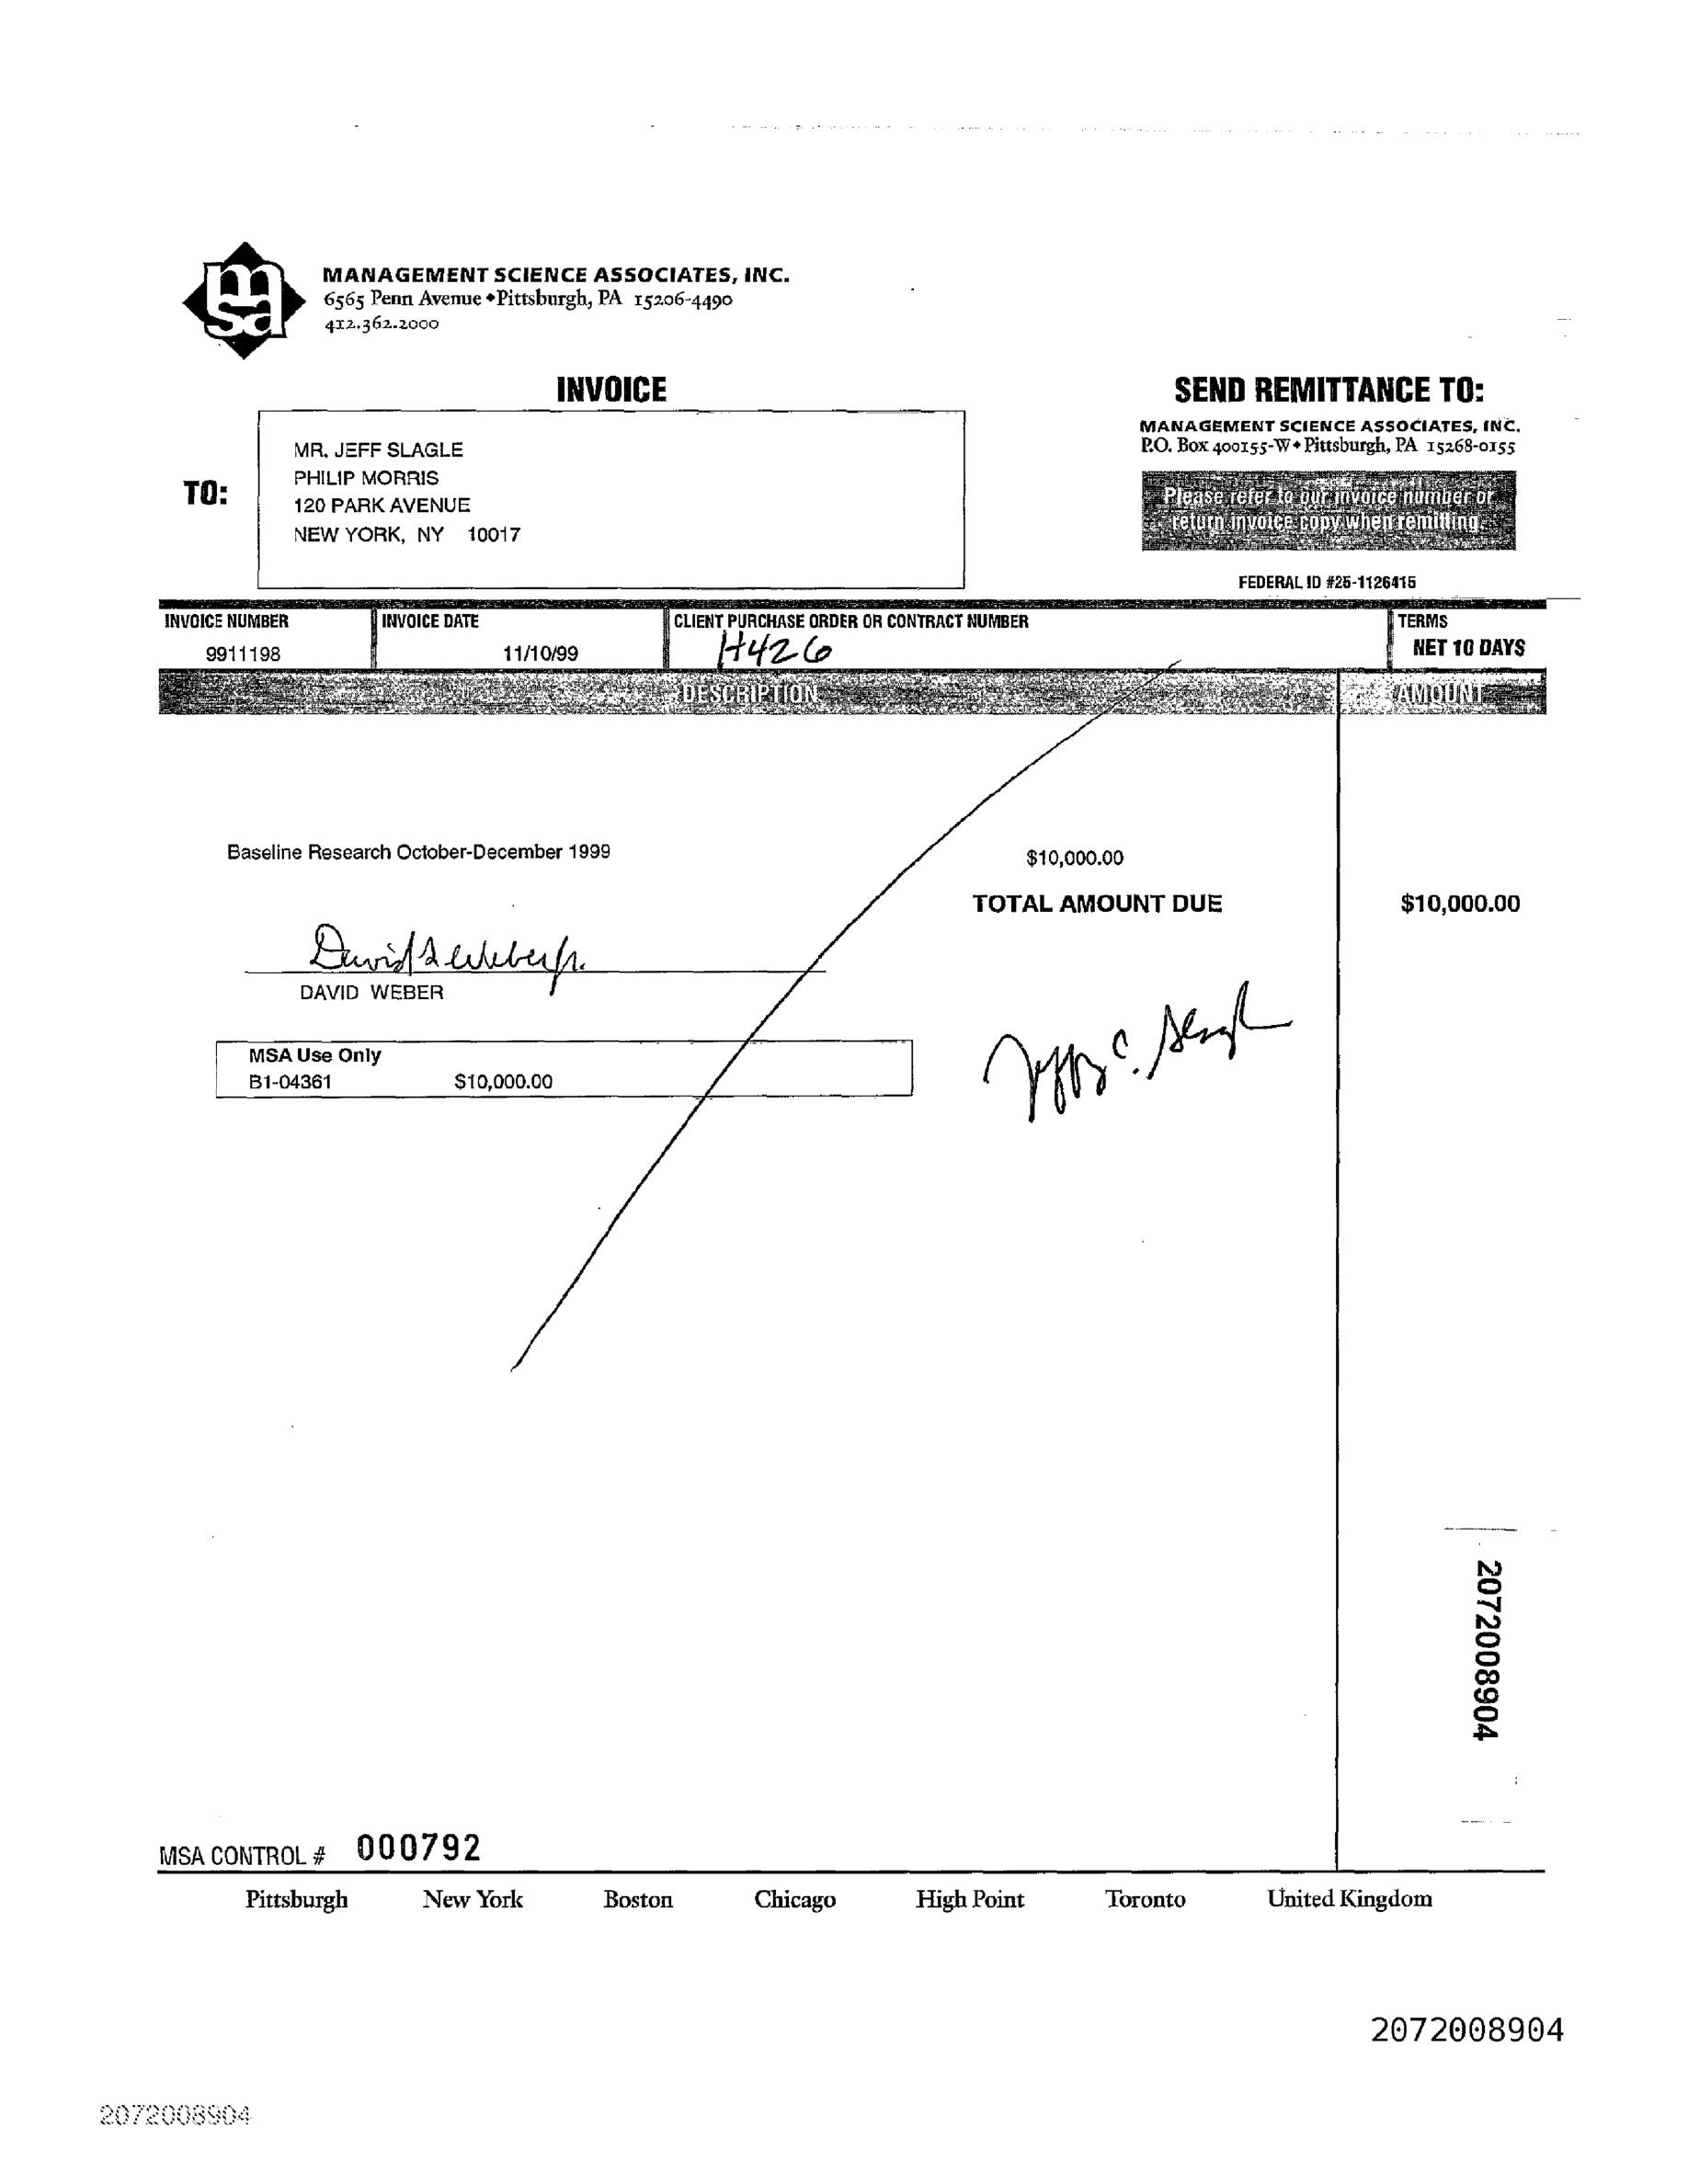 msa
MANAGEMENT SCIENCE ASSOCIATES, INC.
6565 Penn Avenue ◆ Pittsburgh, PA 15206-4490
412.362.2000
INVOICE
SEND REMITTANCE TO:
MANAGEMENT SCIENCE ASSOCIATES, INC.
P.O. Box 400155-W ◆ Pittsburgh, PA 15268-0155
TO:
MR. JEFF SLAGLE
PHILIP MORRIS
120 PARK AVENUE
NEW YORK, NY 10017
Please refer to our invoice number or
return invoice copy when remitting
FEDERAL ID #25-1126415
INVOICE NUMBER INVOICE DATE CLIENT PURCHASE ORDER OR CONTRACT NUMBER TERMS
9911198 11/10/99 H426 NET 10 DAYS
DESCRIPTION AMOUNT
Baseline Research October-December 1999 $10,000.00
TOTAL AMOUNT DUE $10,000.00
David Weber Jr.
DAVID WEBER
Jeffrey C. Slagle
MSA Use Only
B1-04361 $10,000.00
2072008904
MSA CONTROL # 000792
Pittsburgh New York Boston Chicago High Point Toronto United Kingdom
2072008904
2072008904